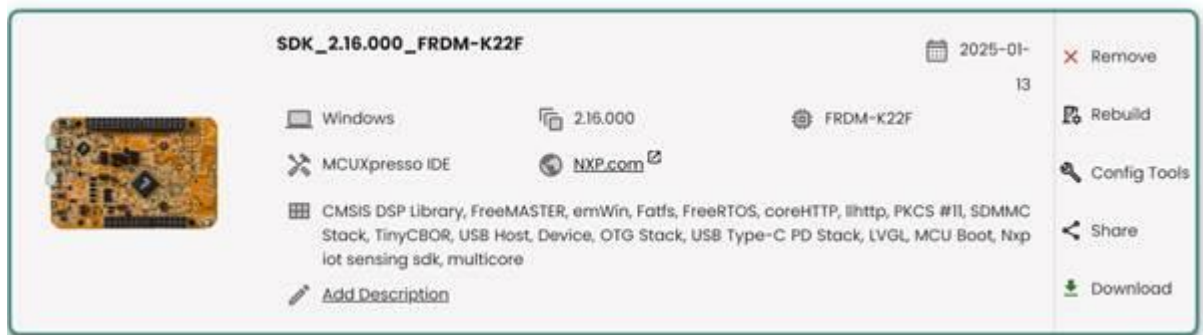 SDK_2.16.000_FRDM-K22F
2025-01-
13
Windows
2.16.000
FRDM-K22F
MCUXpresso IDE
NXP.com
CMSIS DSP Library, FreeMASTER, emWin, Fatfs, FreeRTOS, coreHTTP, llhttp, PKCS #11, SDMMC
Stack, TinyCBOR, USB Host, Device, OTG Stack, USB Type-C PD Stack, LVGL, MCU Boot, Nxp
iot sensing sdk, multicore
Add Description
Remove
Rebuild
Config Tools
Share
Download